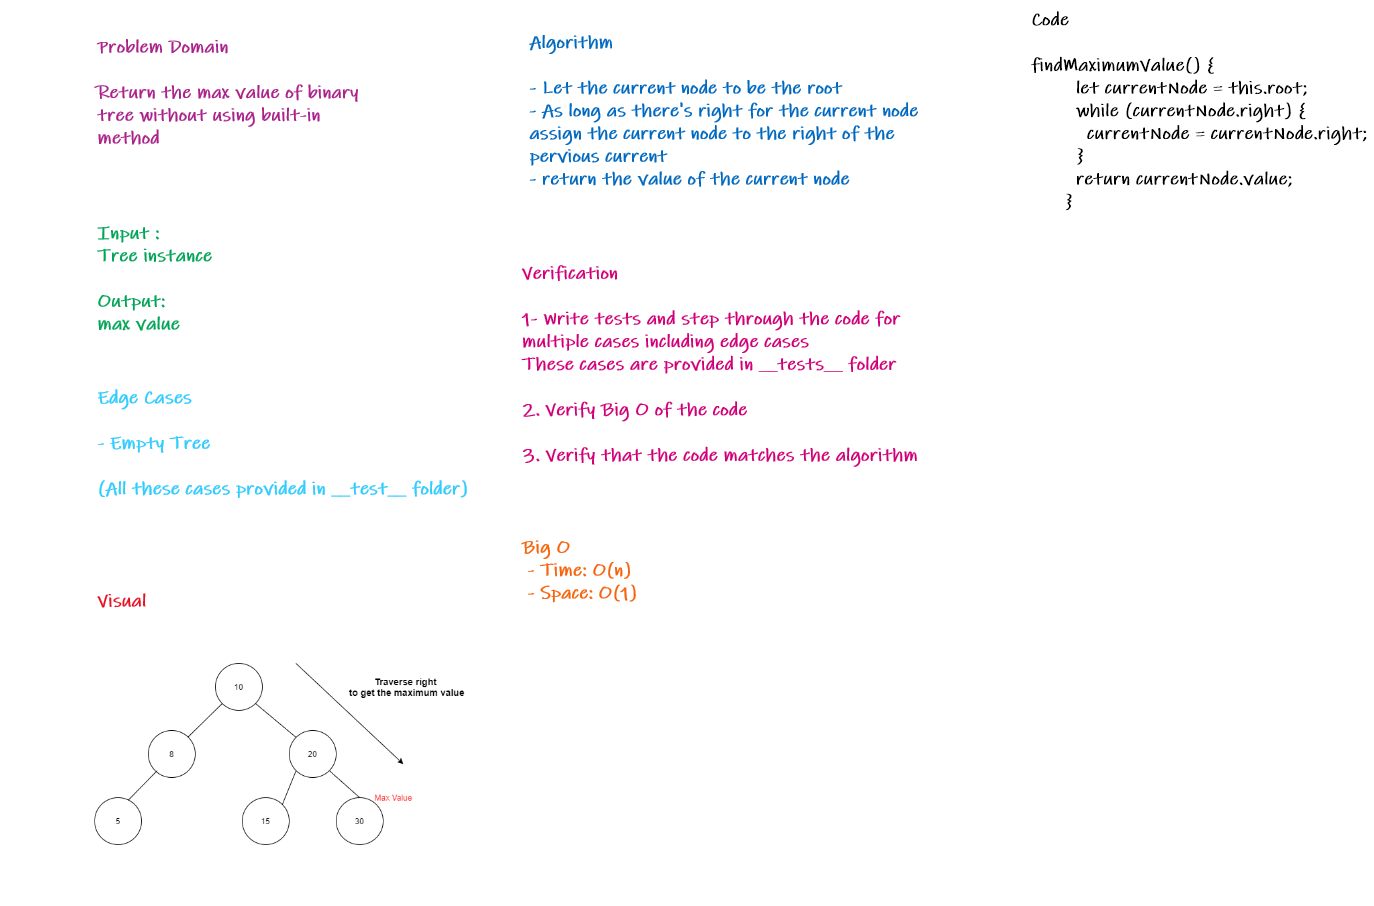 Problem Domain
Return the max value of binary
tree without using built-in
method
Input :
Tree instance
Output:
max value
Edge Cases
- Empty Tree
(All these cases provided in __test__ folder)
Visual
10
Traverse right
to get the maximum value
8
20
Max Value
5
15
30
Algorithm
- Let the current node to be the root
- As long as there's right for the current node
assign the current node to the right of the
pervious current
- return the value of the current node
Verification
1- Write tests and step through the code for
multiple cases including edge cases
These cases are provided in __tests__ folder
2. Verify Big O of the code
3. Verify that the code matches the algorithm
Big O
- Time: O(n)
- Space: O(1)
Code
findMaximumValue() {
let currentNode = this.root;
while (currentNode.right) {
currentNode = currentNode.right;
}
return currentNode.value;
}